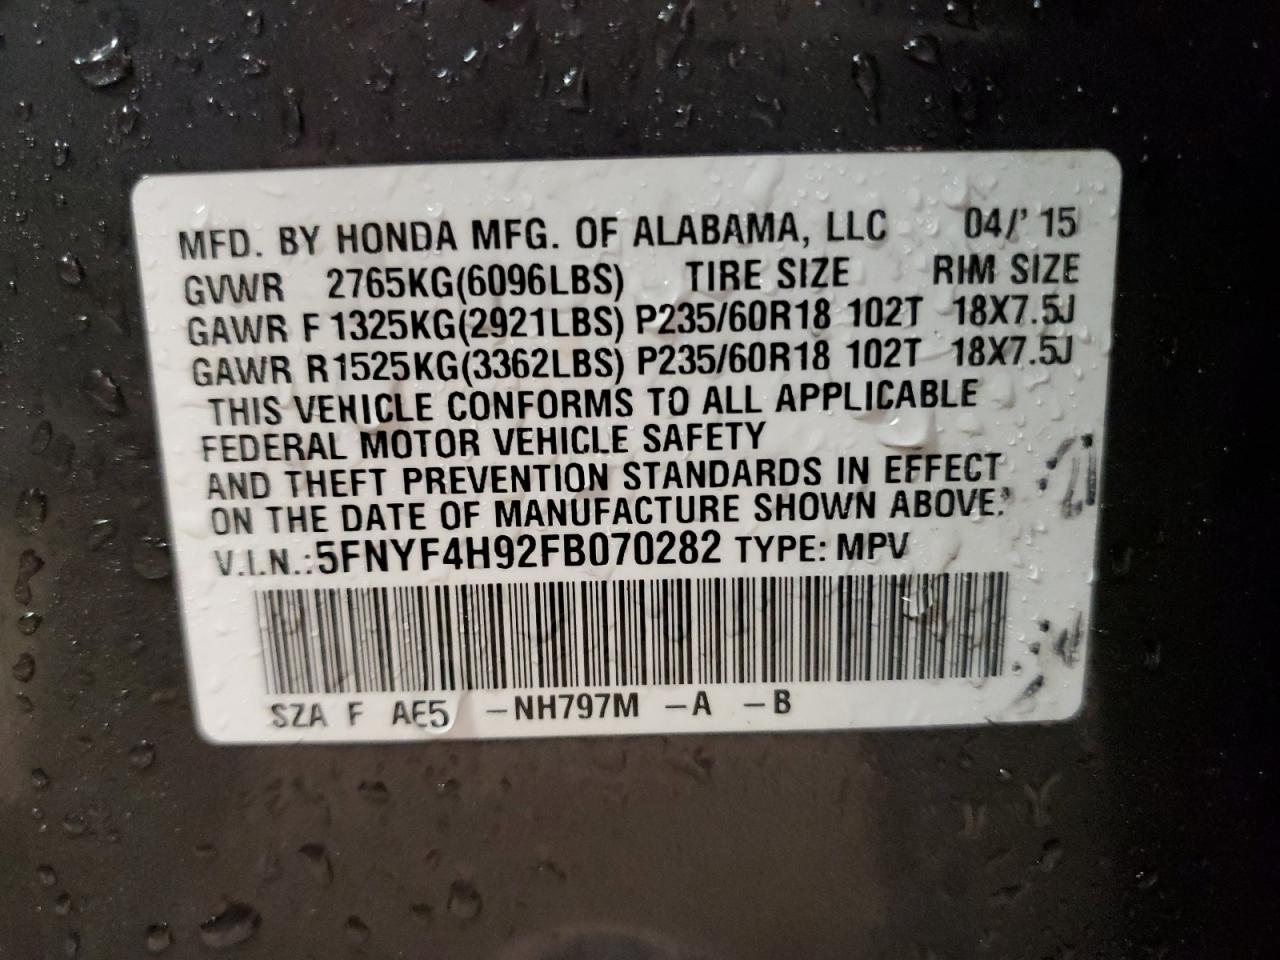 MFD. BY HONDA MFG. OF ALABAMA, LLC 04/'15
GVWR 2765KG(6096LBS) TIRE SIZE RIM SIZE
GAWR F 1325KG(2921LBS) P235/60R18 102T 18X7.5J
GAWR R 1525KG(3362LBS) P235/60R18 102T 18X7.5J
THIS VEHICLE CONFORMS TO ALL APPLICABLE
FEDERAL MOTOR VEHICLE SAFETY
AND THEFT PREVENTION STANDARDS IN EFFECT
ON THE DATE OF MANUFACTURE SHOWN ABOVE.
V.I.N.:5FNYF4H92FB070282 TYPE: MPV
SZA F AE5 -NH797M -A -B